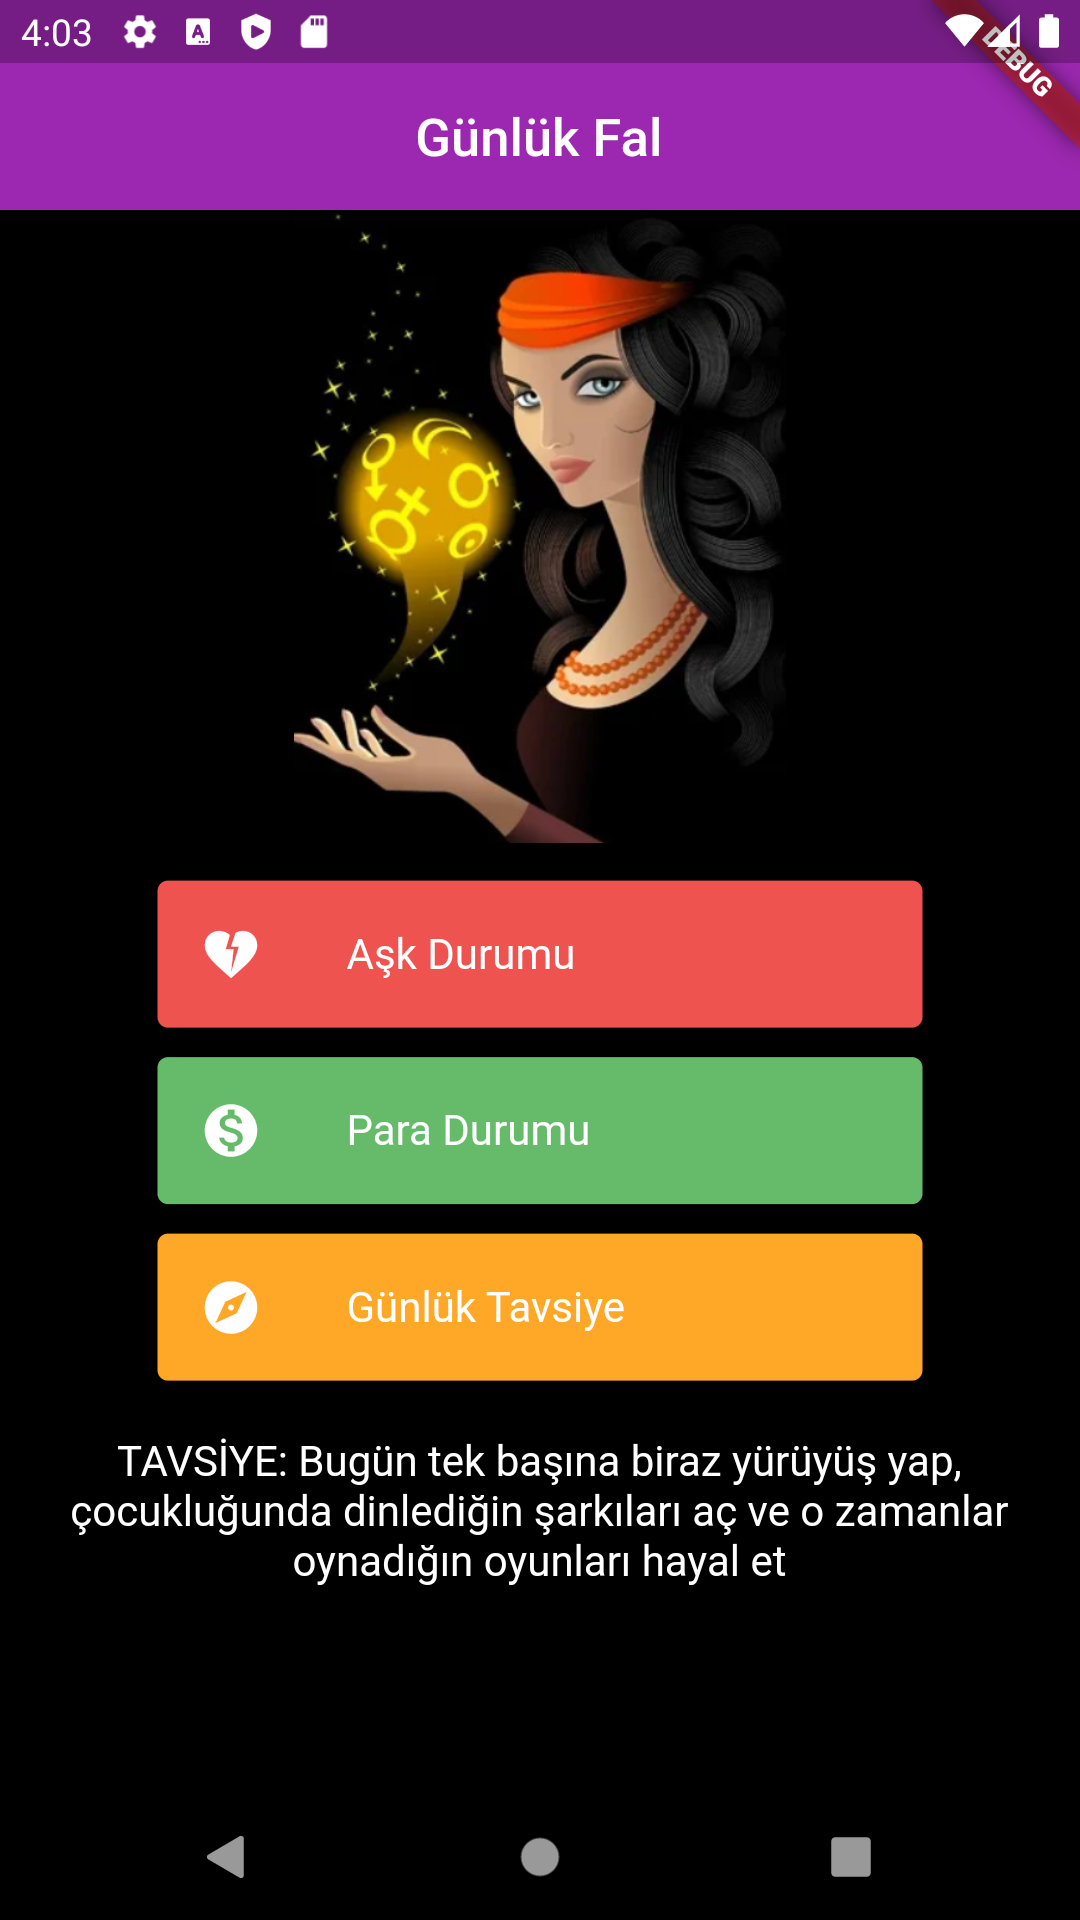 4:03
DEBUG
Günlük Fal
Aşk Durumu
Para Durumu
Günlük Tavsiye
TAVSİYE: Bugün tek başına biraz yürüyüş yap,
çocukluğunda dinlediğin şarkıları aç ve o zamanlar
oynadığın oyunları hayal et